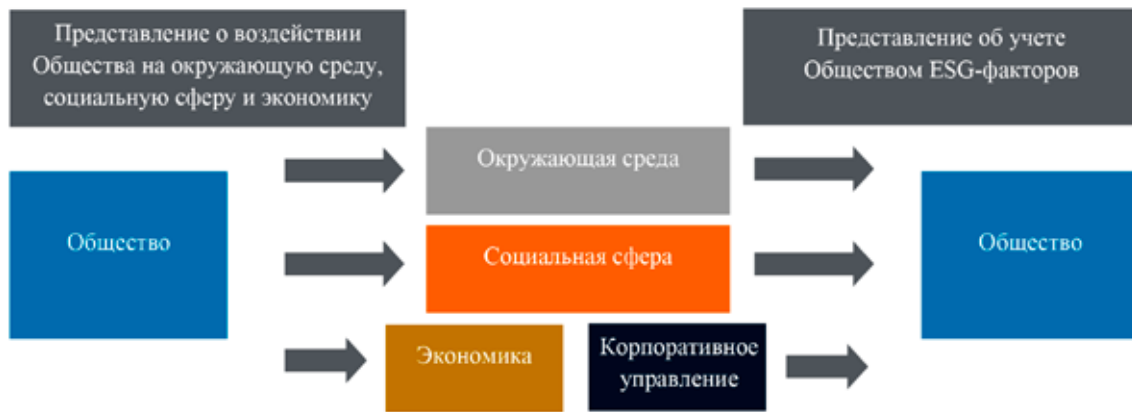 Представление о воздействии
Общества на окружающую среду,
социальную сферу и экономику
Представление об учете
Обществом ESG-факторов
Окружающая среда
Общество
Социальная сфера
Общество
Экономика
Корпоративное
управление